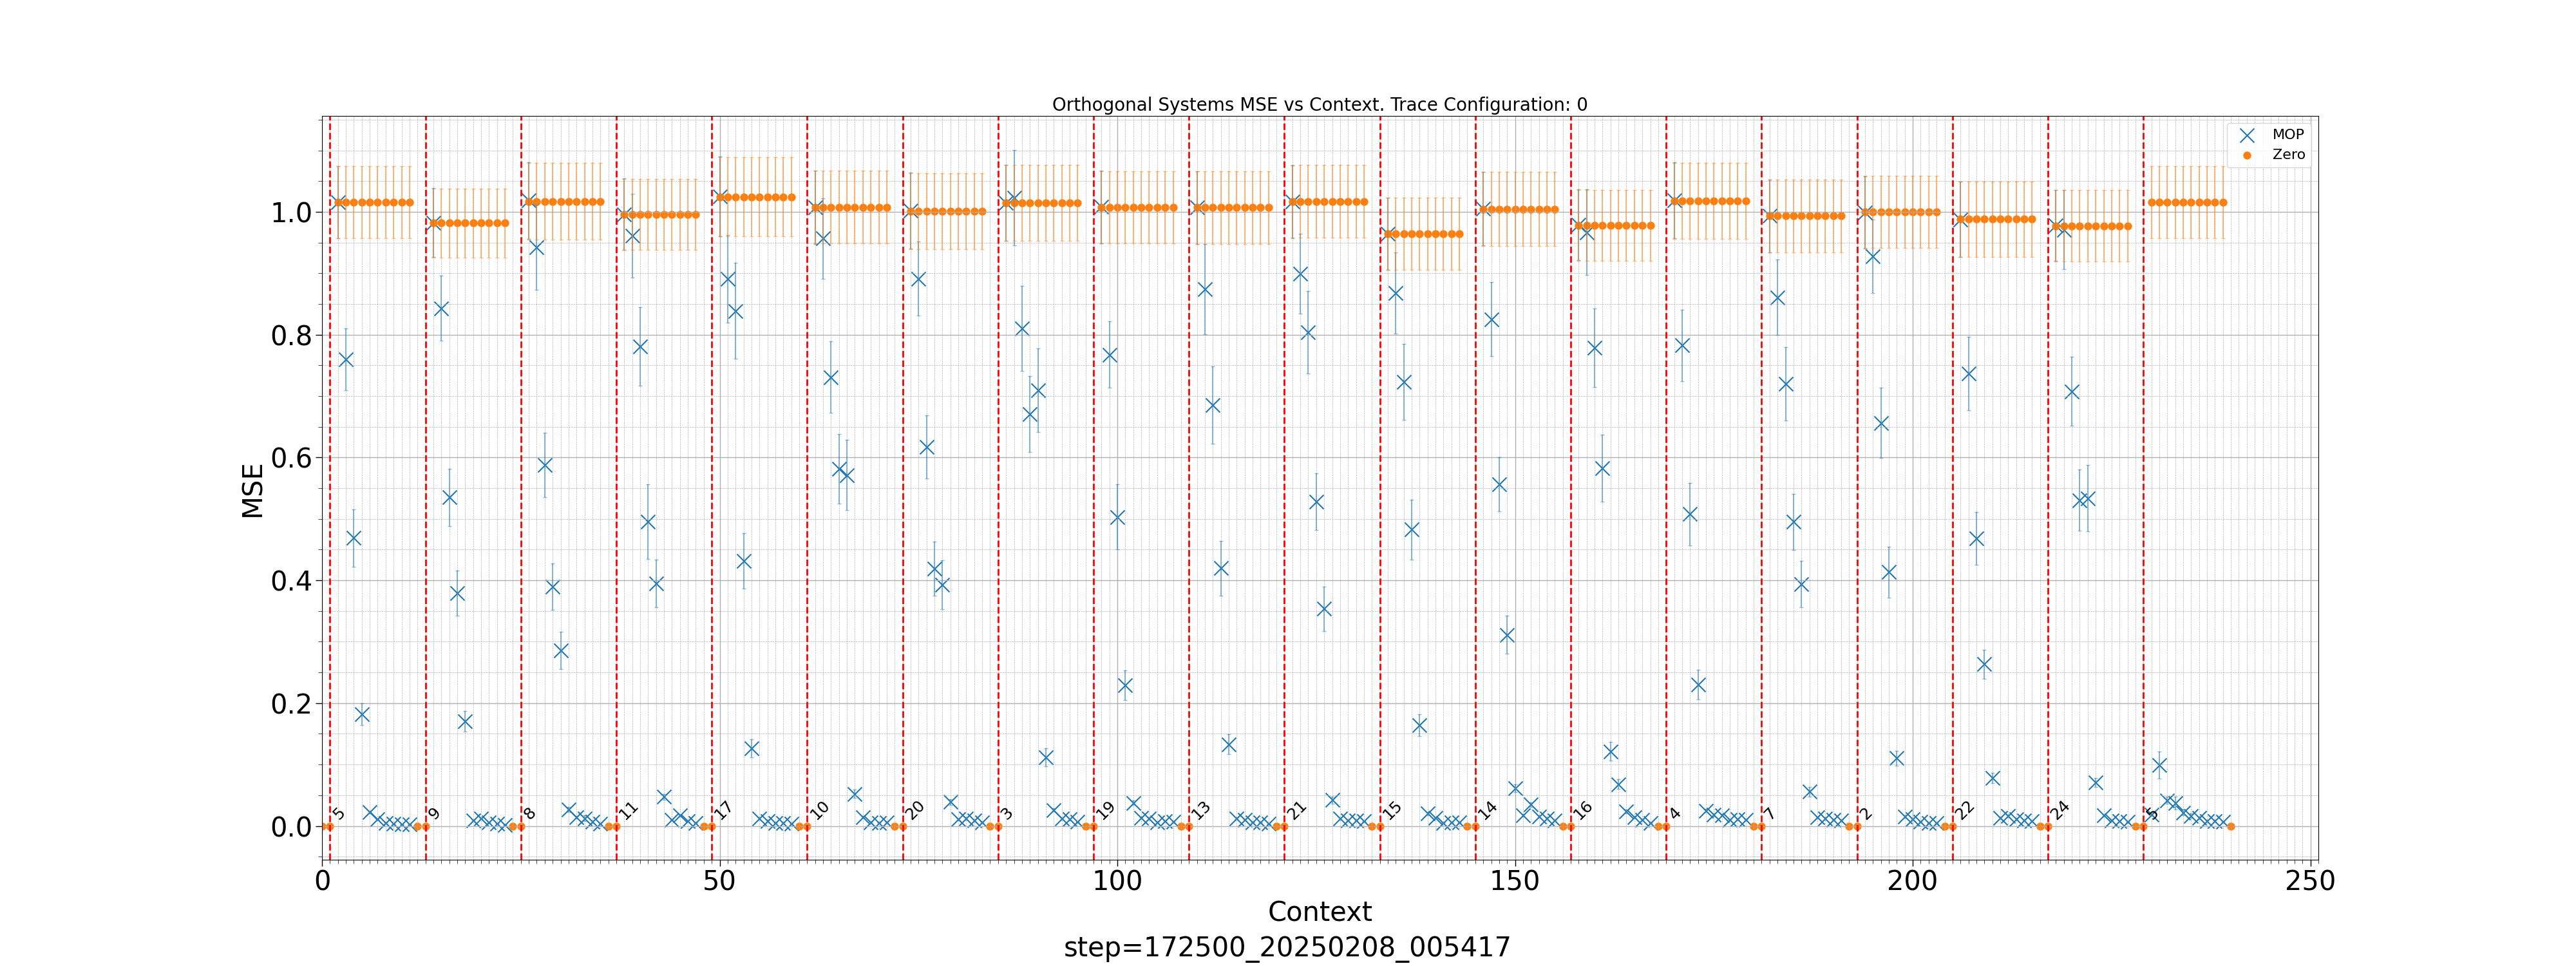 Orthogonal Systems MSE vs Context. Trace Configuration: 0
MOP
Zero
MSE
1.0
0.8
0.6
0.4
0.2
0.0
5 9 8 11 17 10 20 3 19 13 21 15 14 16 4 7 2 22 24 5
0 50 100 150 200 250
Context
step=172500_20250208_005417